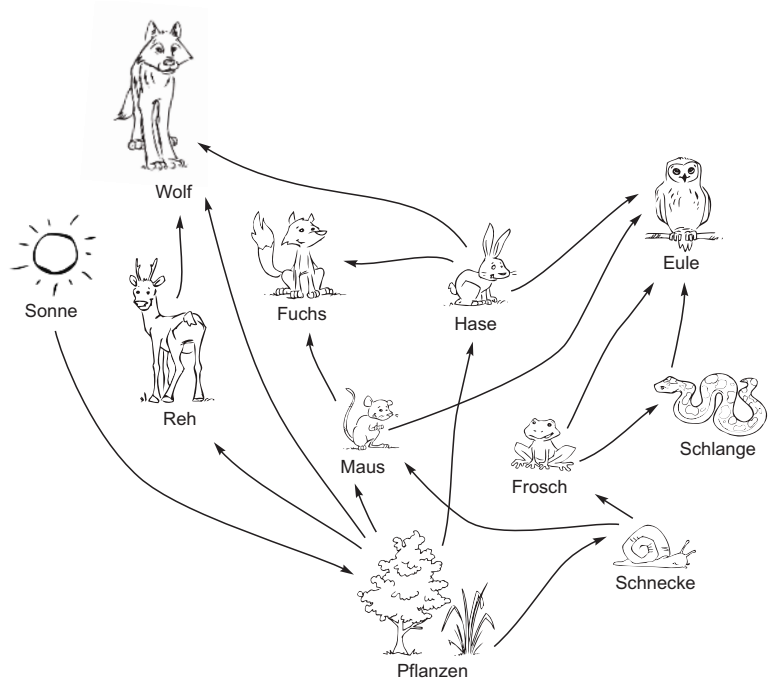 Wolf
Sonne
Fuchs
Hase
Eule
Reh
Maus
Frosch
Schlange
Schnecke
Pflanzen